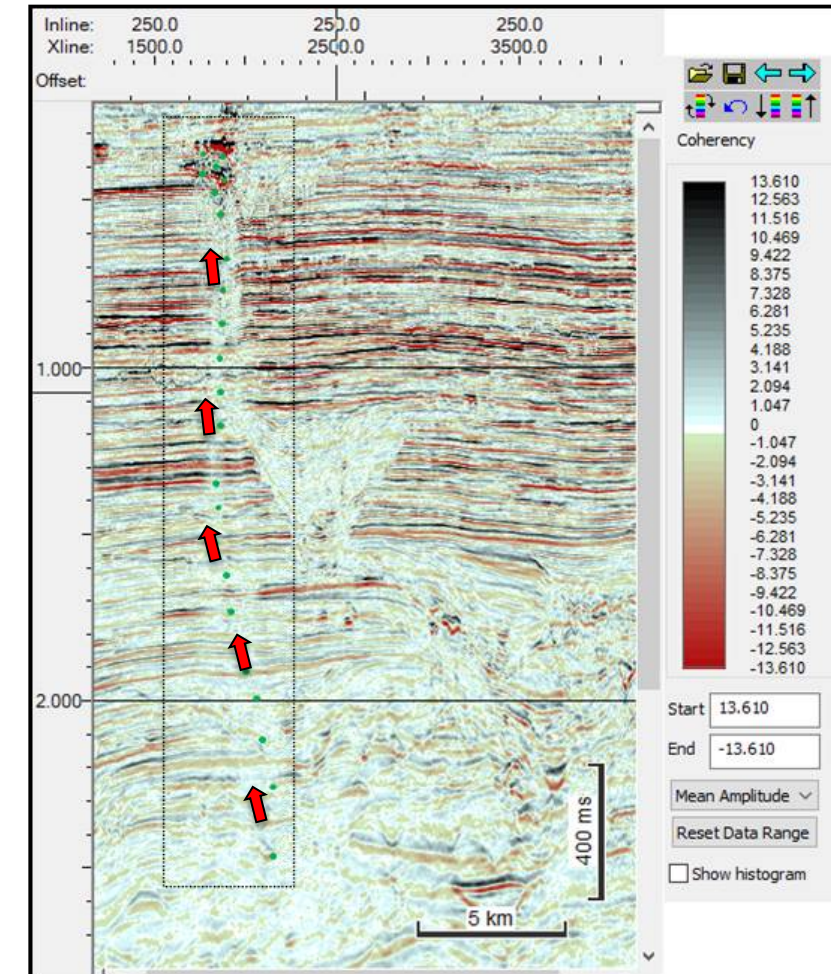 Inline: 250.0 250.0 250.0
Xline: 1500.0 2500.0 3500.0
Offset:
1.000
2.000
400 ms
5 km
Coherency
13.610
12.563
11.516
10.469
9.422
8.375
7.328
6.281
5.235
4.188
3.141
2.094
1.047
0
-1.047
-2.094
-3.141
-4.188
-5.235
-6.281
-7.328
-8.375
-9.422
-10.469
-11.516
-12.563
-13.610
Start 13.610
End -13.610
Mean Amplitude
Reset Data Range
Show histogram